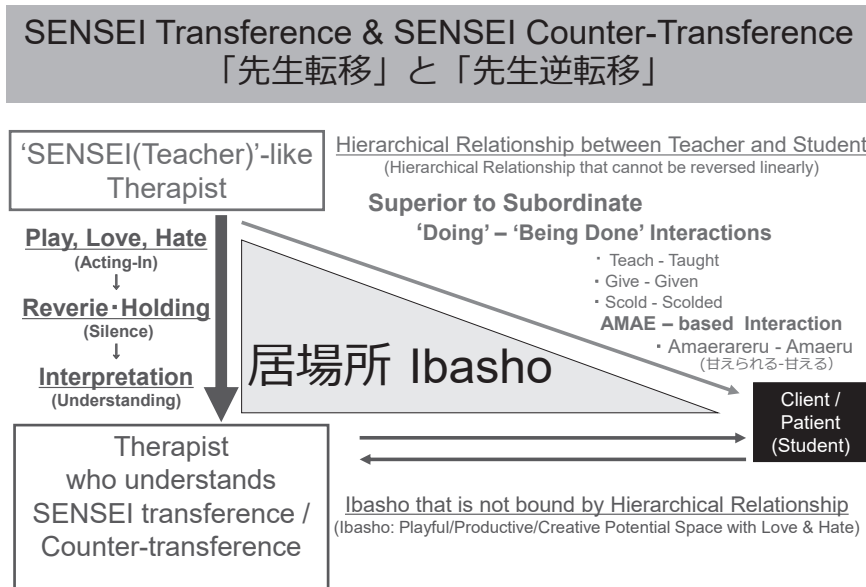 SENSEI Transference & SENSEI Counter-Transference
「先生転移」と「先生逆転移」
‘SENSEI(Teacher)’-like
Therapist
Hierarchical Relationship between Teacher and Student
(Hierarchical Relationship that cannot be reversed linearly)
Superior to Subordinate
‘Doing’ – ‘Being Done’ Interactions
・ Teach - Taught
・ Give - Given
・ Scold - Scolded
AMAE – based Interaction
・ Amaerareru - Amaeru
(甘えられる-甘える)
Play, Love, Hate
(Acting-In)
↓
Reverie・Holding
(Silence)
↓
Interpretation
(Understanding)
居場所 Ibasho
Client /
Patient
(Student)
Therapist
who understands
SENSEI transference /
Counter-transference
Ibasho that is not bound by Hierarchical Relationship
(Ibasho: Playful/Productive/Creative Potential Space with Love & Hate)